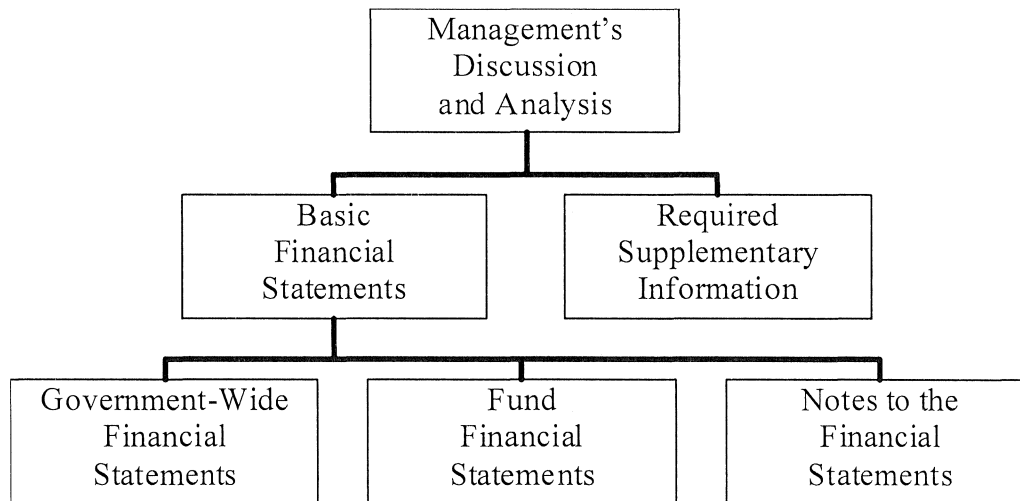 Management's
Discussion
and Analysis
Basic
Financial
Statements
Required
Supplementary
Information
Government-Wide
Financial
Statements
Fund
Financial
Statements
Notes to the
Financial
Statements